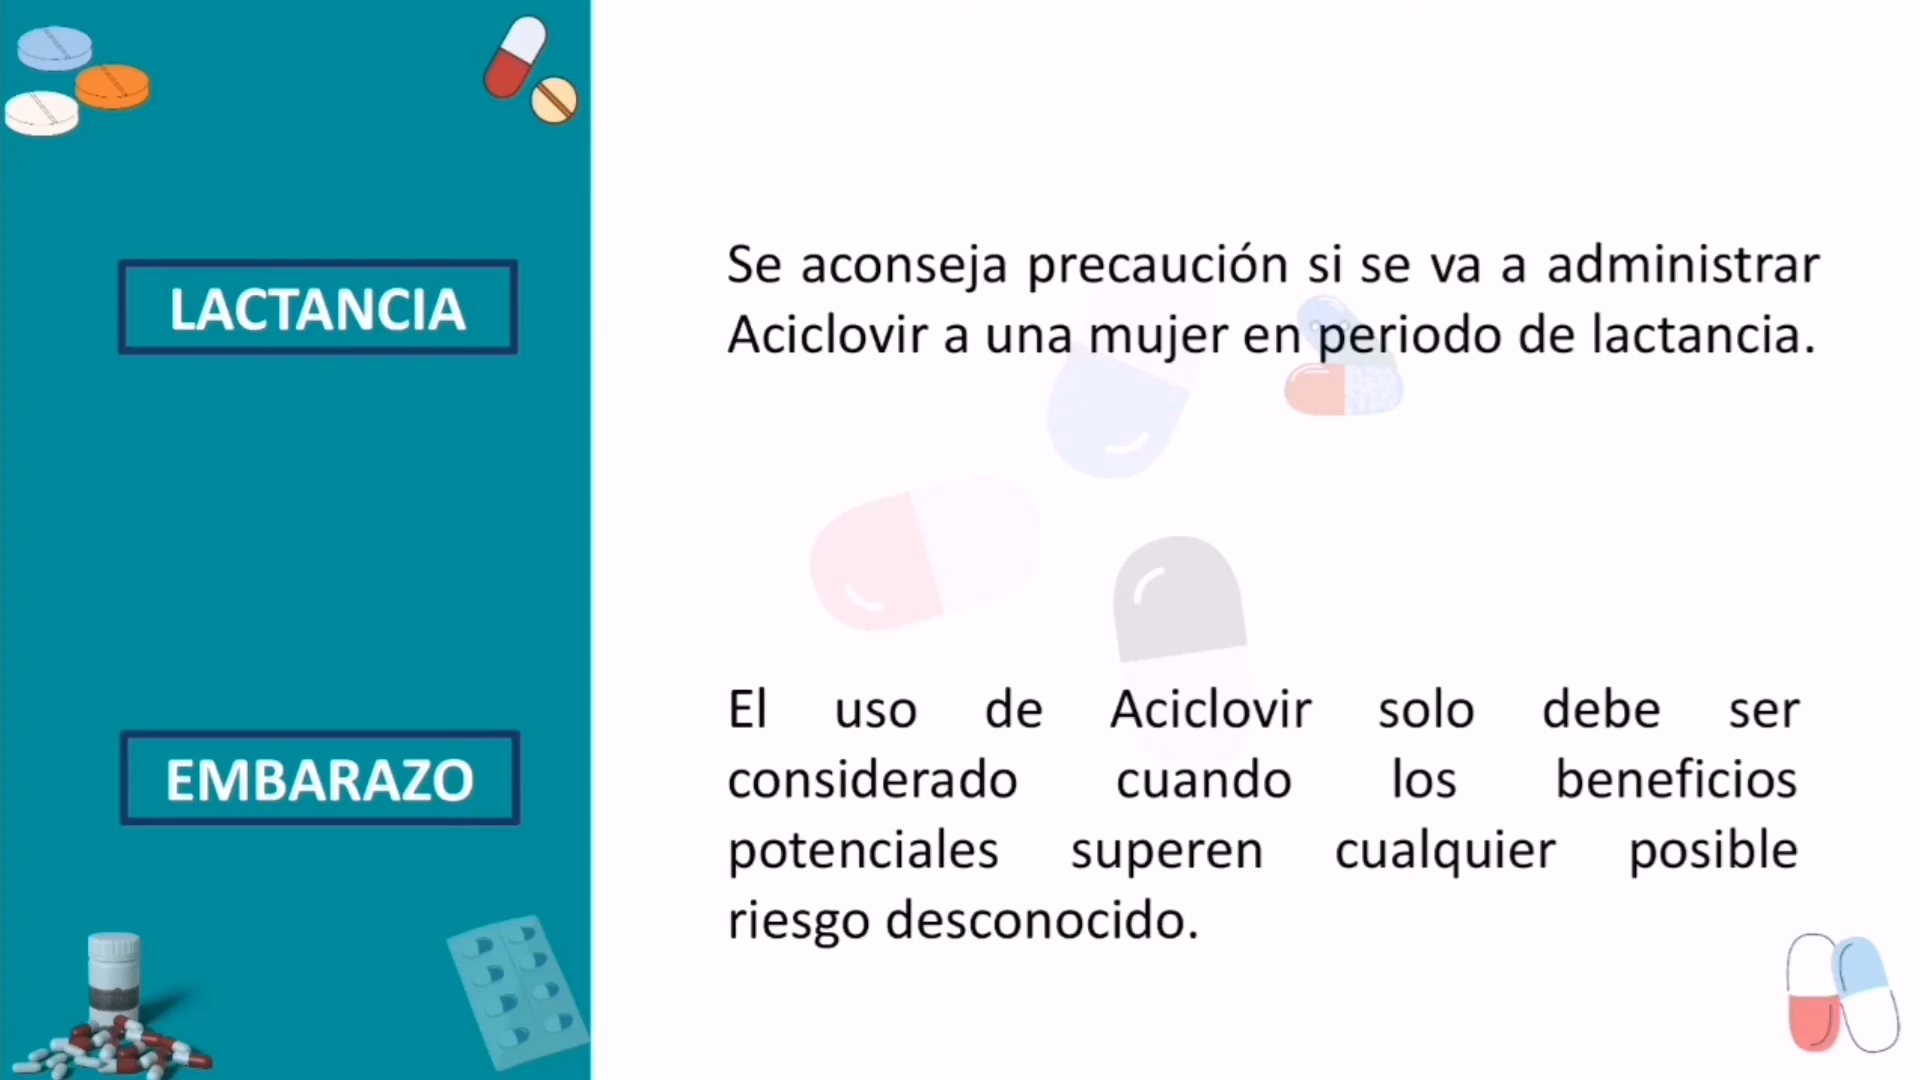 LACTANCIA
Se aconseja precaución si se va a administrar
Aciclovir a una mujer en periodo de lactancia.
EMBARAZO
El uso de Aciclovir solo debe ser
considerado cuando los beneficios
potenciales superen cualquier posible
riesgo desconocido.